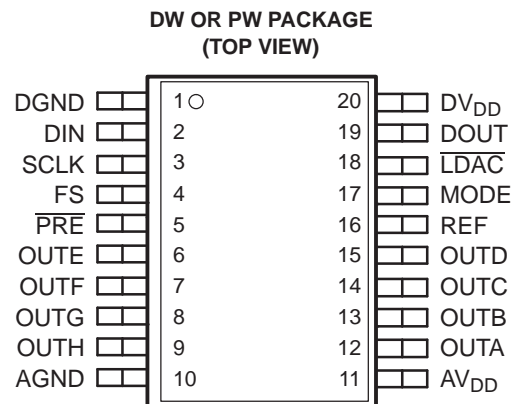 DW OR PW PACKAGE
(TOP VIEW)
DGND 1 20 DVDD
DIN 2 19 DOUT
SCLK 3 18 LDAC
FS 4 17 MODE
PRE 5 16 REF
OUTE 6 15 OUTD
OUTF 7 14 OUTC
OUTG 8 13 OUTB
OUTH 9 12 OUTA
AGND 10 11 AVDD